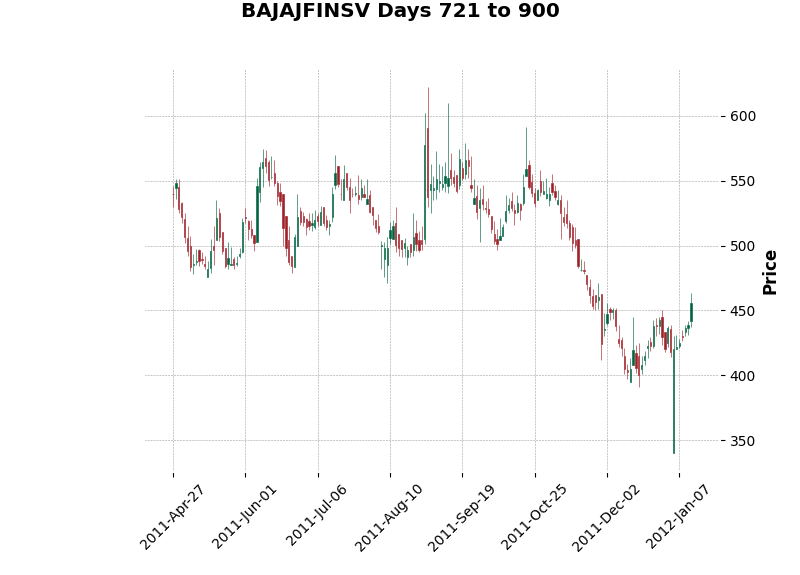 BAJAJFINSV Days 721 to 900
600
550
500
450
400
350
Price
2011-Apr-27
2011-Jun-01
2011-Jul-06
2011-Aug-10
2011-Sep-19
2011-Oct-25
2011-Dec-02
2012-Jan-07